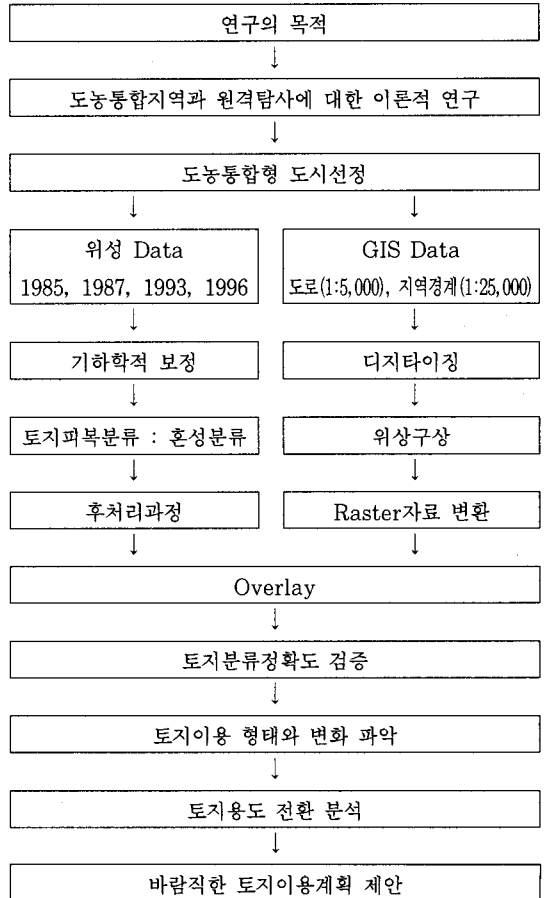 연구의 목적
도농통합지역과 원격탐사에 대한 이론적 연구
도농통합형 도시선정
위성 Data
1985, 1987, 1993, 1996
GIS Data
도로(1:5,000), 지역경계(1:25,000)
기하학적 보정
디지타이징
토지피복분류 : 혼성분류
위상구상
후처리과정
Raster자료 변환
Overlay
토지분류정확도 검증
토지이용 형태와 변화 파악
토지용도 전환 분석
바람직한 토지이용계획 제안